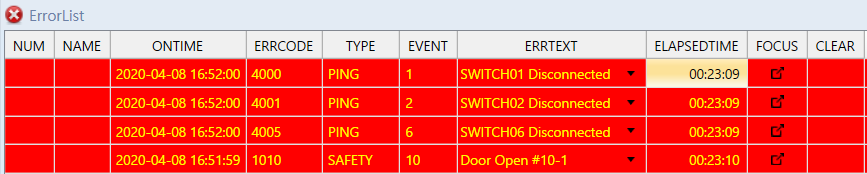 ErrorList
NUM NAME ONTIME ERRCODE TYPE EVENT ERRTEXT ELAPSEDTIME FOCUS CLEAR
2020-04-08 16:52:00 4000 PING 1 SWITCH01 Disconnected 00:23:09
2020-04-08 16:52:00 4001 PING 2 SWITCH02 Disconnected 00:23:09
2020-04-08 16:52:00 4005 PING 6 SWITCH06 Disconnected 00:23:09
2020-04-08 16:51:59 1010 SAFETY 10 Door Open #10-1 00:23:10